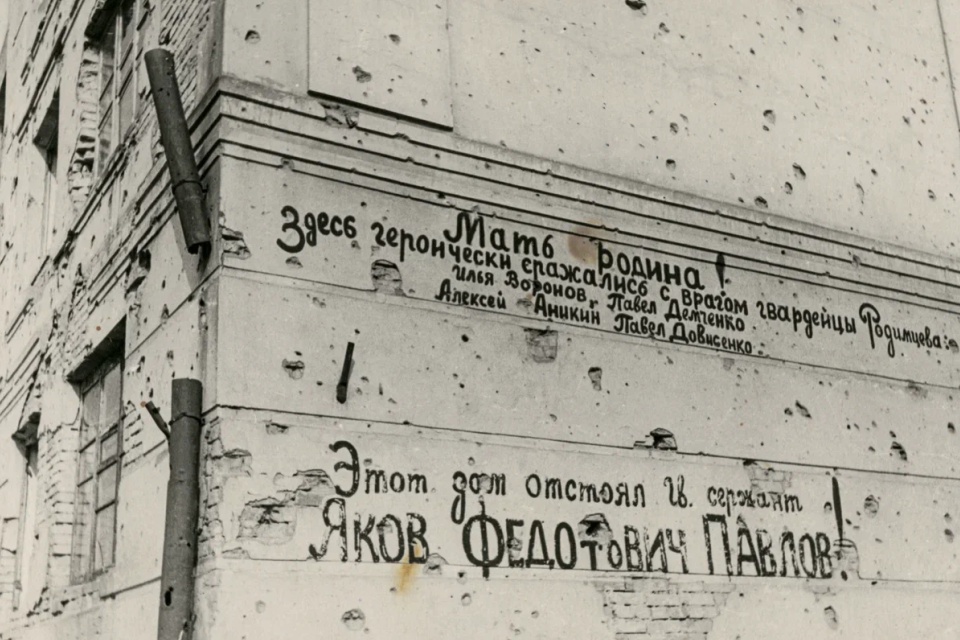 Мать родина!
Здесь героически сражались с врагом гвардейцы Родимцева:
Илья Воронов, Павел Демченко
Алексей Аникин Павел Довисенко
Этот дом отстоял гв. сержант
Яков Федотович Павлов!